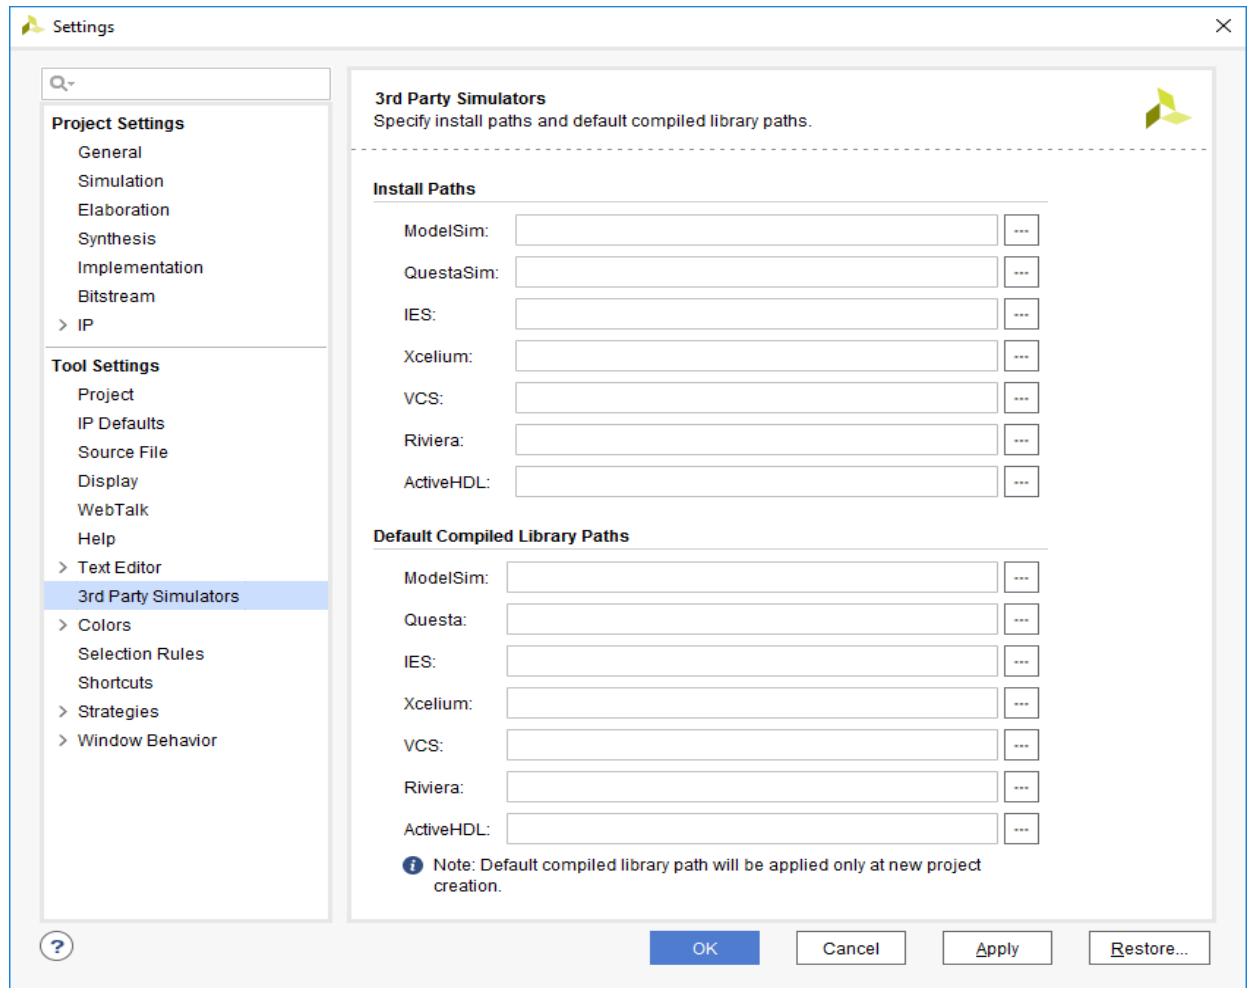 Settings
Project Settings
General
Simulation
Elaboration
Synthesis
Implementation
Bitstream
IP
Tool Settings
Project
IP Defaults
Source File
Display
WebTalk
Help
Text Editor
3rd Party Simulators
Colors
Selection Rules
Shortcuts
Strategies
Window Behavior
3rd Party Simulators
Specify install paths and default compiled library paths.
Install Paths
ModelSim:
QuestaSim:
IES:
Xcelium:
VCS:
Riviera:
ActiveHDL:
Default Compiled Library Paths
ModelSim:
Questa:
IES:
Xcelium:
VCS:
Riviera:
ActiveHDL:
Note: Default compiled library path will be applied only at new project
creation.
?
OK
Cancel
Apply
Restore...